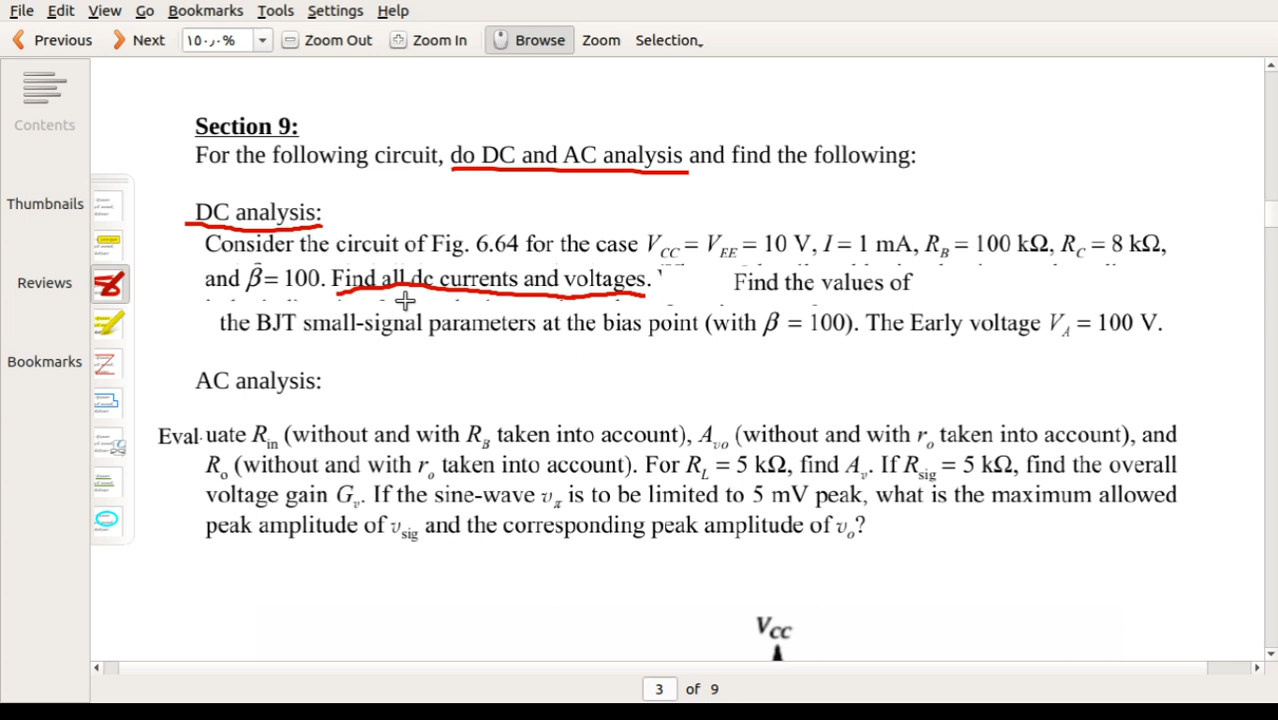 File Edit View Go Bookmarks Tools Settings Help
Previous Next ١٥٠٫٠% Zoom Out Zoom In Browse Zoom Selection
Contents
Thumbnails
Reviews
Bookmarks
Section 9:
For the following circuit, do DC and AC analysis and find the following:
DC analysis:
Consider the circuit of Fig. 6.64 for the case V_CC = V_EE = 10 V, I = 1 mA, R_B = 100 kΩ, R_C = 8 kΩ,
and β = 100. Find all dc currents and voltages. Find the values of
the BJT small-signal parameters at the bias point (with β = 100). The Early voltage V_A = 100 V.
AC analysis:
Evaluate R_in (without and with R_B taken into account), A_vo (without and with r_o taken into account), and
R_o (without and with r_o taken into account). For R_L = 5 kΩ, find A_v. If R_sig = 5 kΩ, find the overall
voltage gain G_v. If the sine-wave v_π is to be limited to 5 mV peak, what is the maximum allowed
peak amplitude of v_sig and the corresponding peak amplitude of v_o?
V_CC
3 of 9